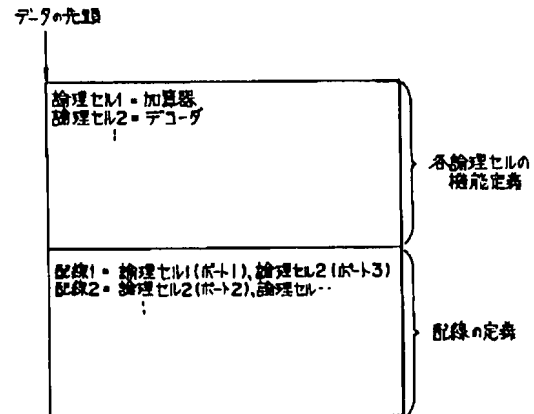 データの先頭
論理セル1 = 加算器
論理セル2 = デコーダ
各論理セルの
機能定義
配線1 = 論理セル1(ポート1)、論理セル2(ポート3)
配線2 = 論理セル2(ポート2)、論理セル‥
配線の定義